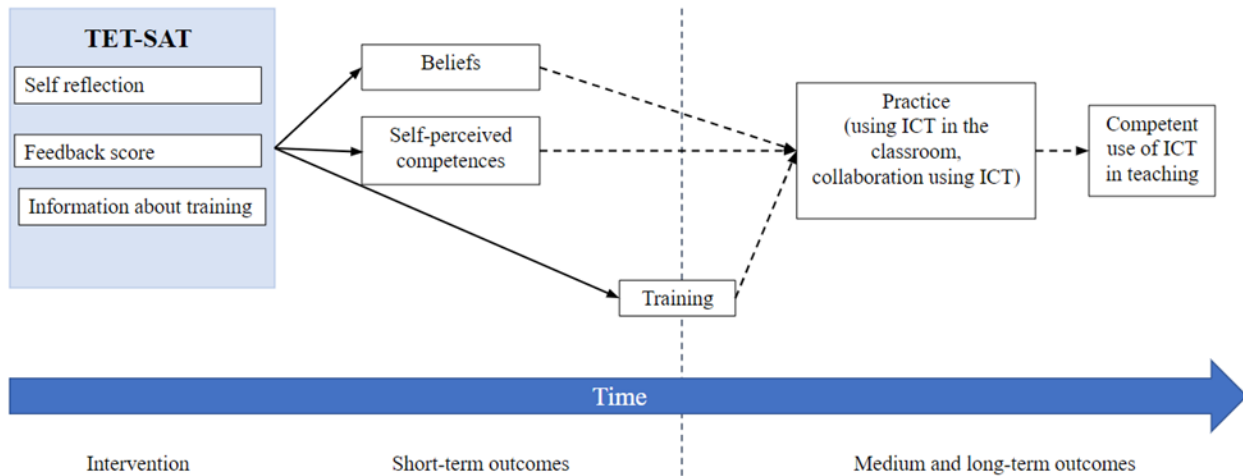 TET-SAT
Self reflection
Feedback score
Information about training
Beliefs
Self-perceived
competences
Training
Practice
(using ICT in the
classroom,
collaboration using ICT)
Competent
use of ICT
in teaching
Time
Intervention
Short-term outcomes
Medium and long-term outcomes